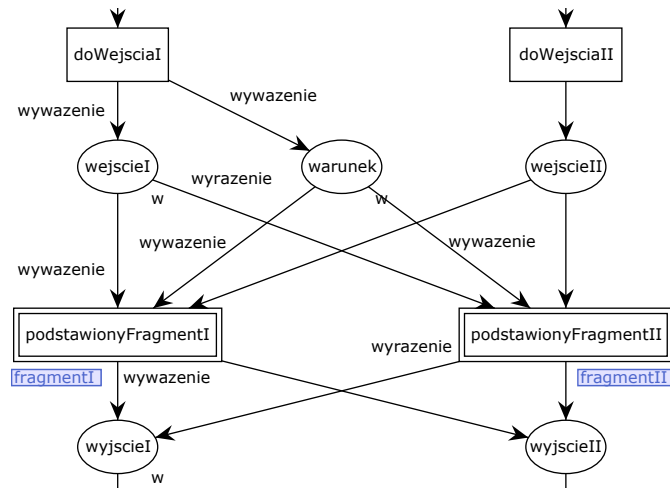 doWejsciaI
doWejsciaII
wywazenie
wywazenie
wejscieI
wyrazenie
warunek
wejscieII
w
w
wywazenie
wywazenie
wywazenie
podstawionyFragmentI
wyrazenie
podstawionyFragmentII
fragmentI
wywazenie
fragmentII
wyjscieI
wyjscieII
w